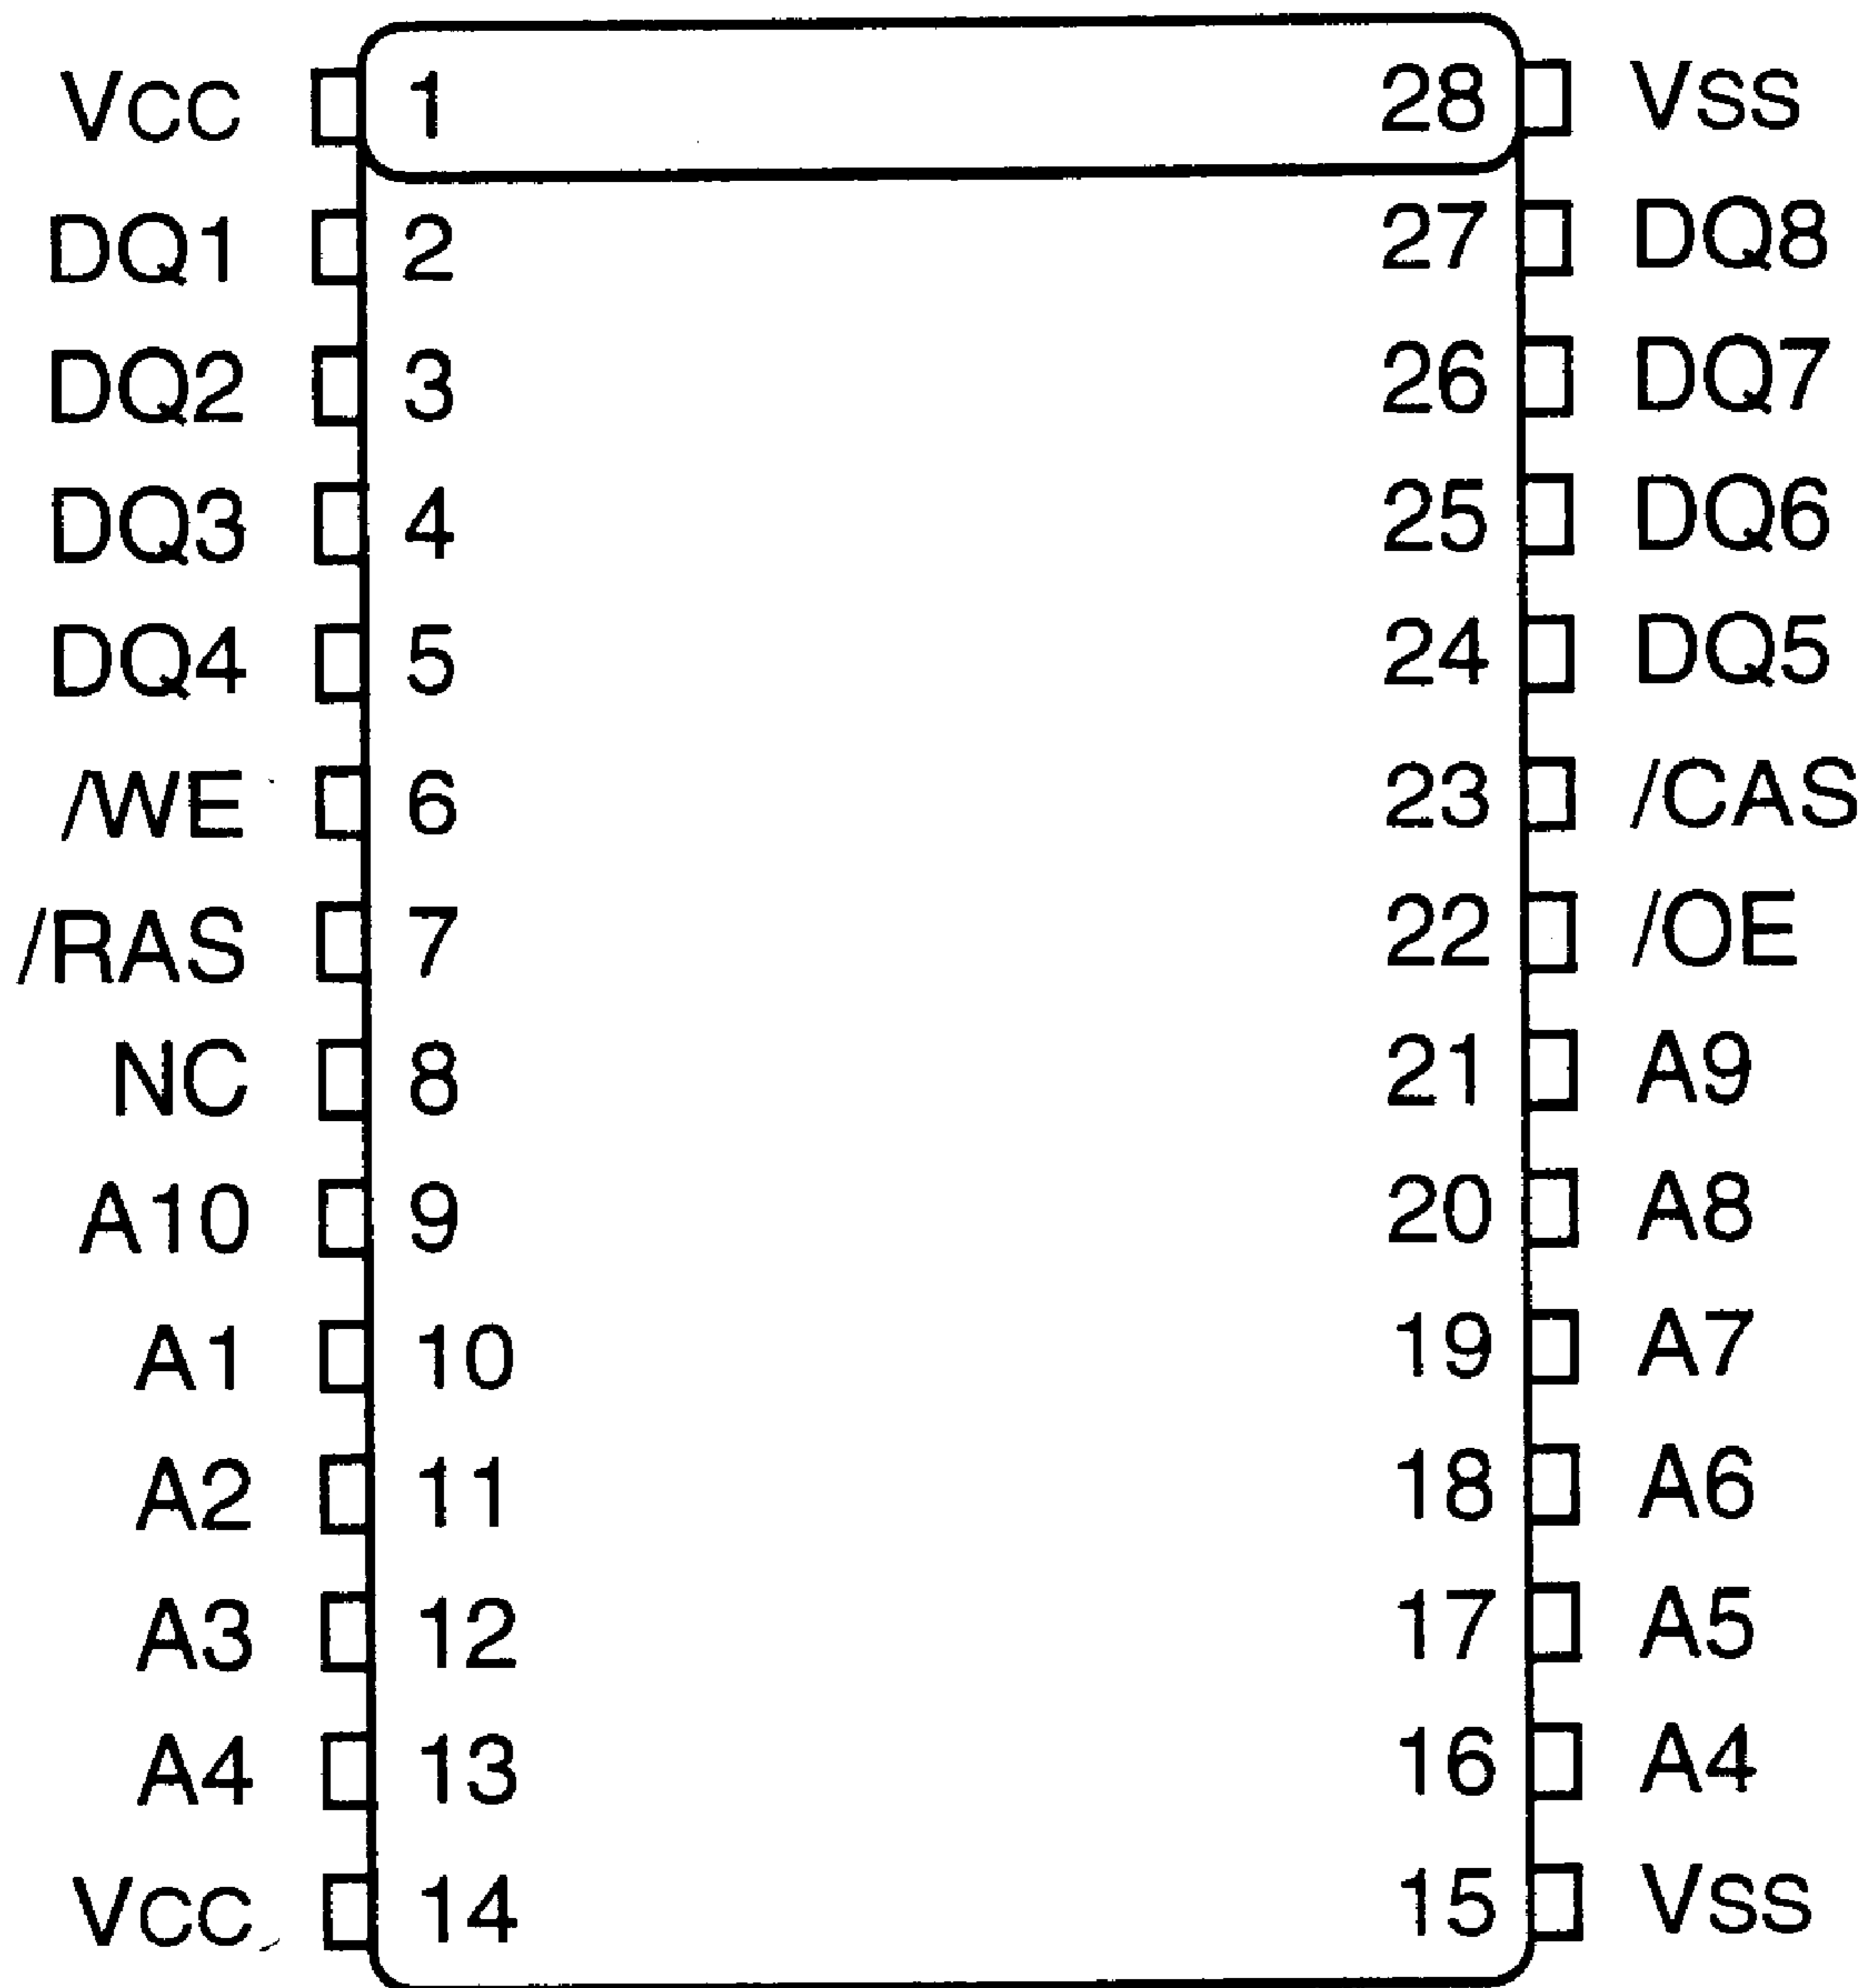 VCC 1 28 VSS
DQ1 2 27 DQ8
DQ2 3 26 DQ7
DQ3 4 25 DQ6
DQ4 5 24 DQ5
/WE 6 23 /CAS
/RAS 7 22 /OE
NC 8 21 A9
A10 9 20 A8
A1 10 19 A7
A2 11 18 A6
A3 12 17 A5
A4 13 16 A4
VCC 14 15 VSS